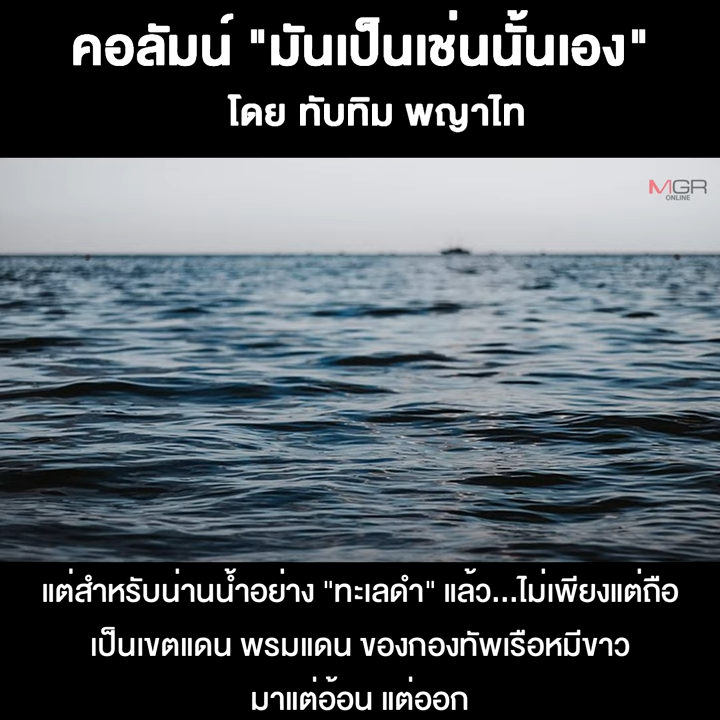 คอลัมน์ "มันเป็นเช่นนั้นเอง"
โดย ทับทิม พญาไท
MGR
ONLINE
แต่สำหรับน่านน้ำอย่าง "ทะเลดำ" แล้ว...ไม่เพียงแต่ถือ
เป็นเขตแดน พรมแดน ของกองทัพเรือหมีขาว
มาแต่อ้อน แต่ออก